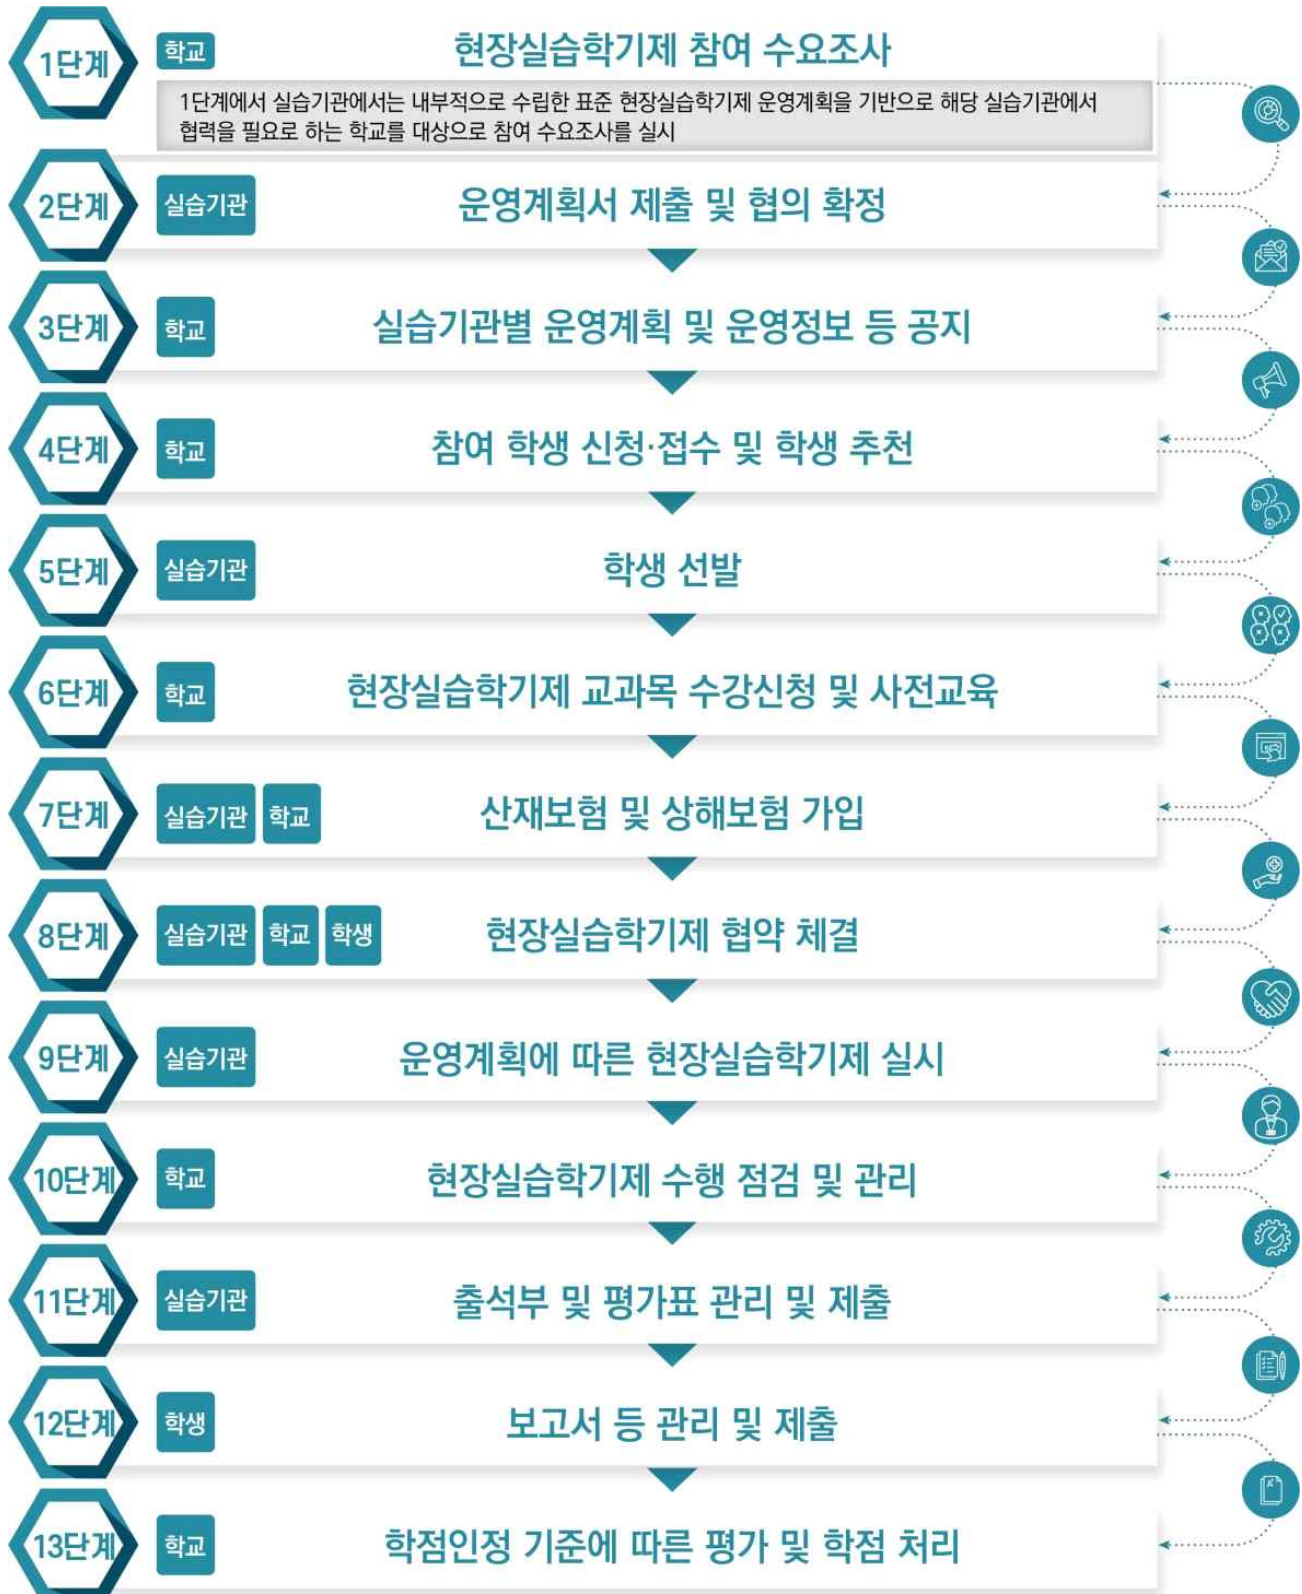 1단계
학교
현장실습학기제 참여 수요조사
1단계에서 실습기관에서는 내부적으로 수립한 표준 현장실습학기제 운영계획을 기반으로 해당 실습기관에서
협력을 필요로 하는 학교를 대상으로 참여 수요조사를 실시
2단계
실습기관
운영계획서 제출 및 협의 확정
3단계
학교
실습기관별 운영계획 및 운영정보 등 공지
4단계
학교
참여 학생 신청·접수 및 학생 추천
5단계
실습기관
학생 선발
6단계
학교
현장실습학기제 교과목 수강신청 및 사전교육
7단계
실습기관 학교
산재보험 및 상해보험 가입
8단계
실습기관 학교 학생
현장실습학기제 협약 체결
9단계
실습기관
운영계획에 따른 현장실습학기제 실시
10단계
학교
현장실습학기제 수행 점검 및 관리
11단계
실습기관
출석부 및 평가표 관리 및 제출
12단계
학생
보고서 등 관리 및 제출
13단계
학교
학점인정 기준에 따른 평가 및 학점 처리